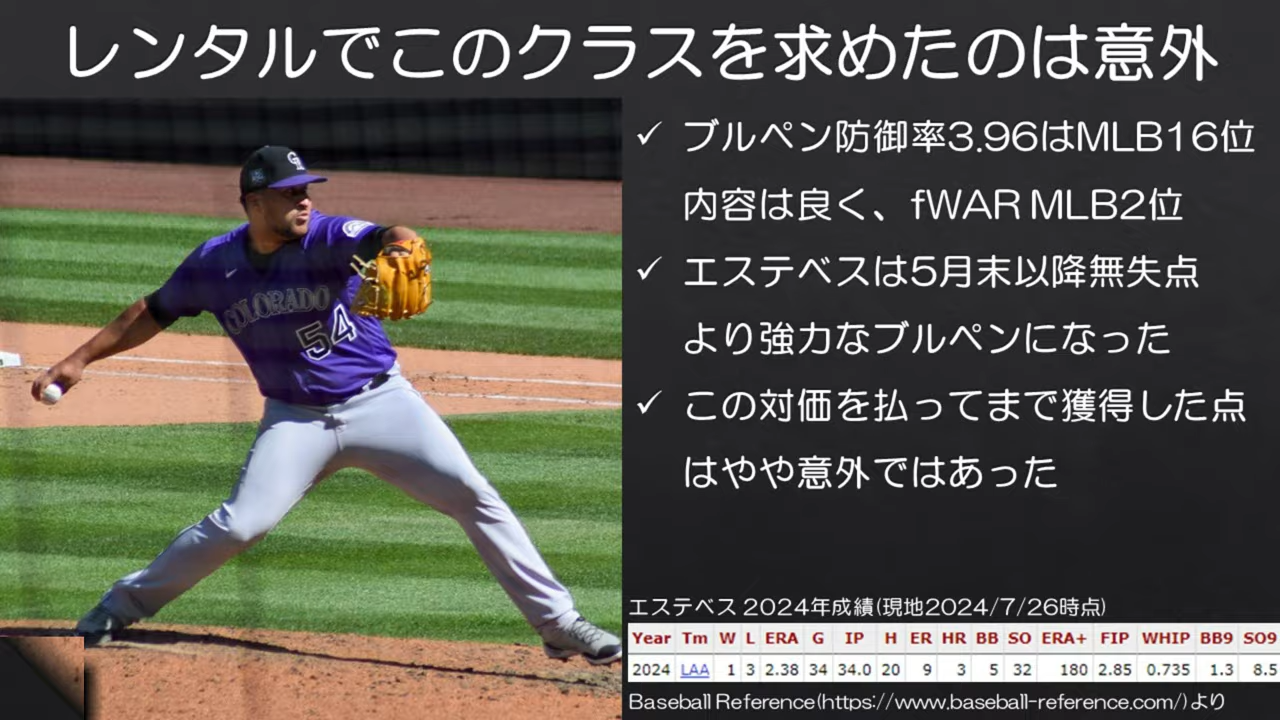 レンタルでこのクラスを求めたのは意外
✓ ブルペン防御率3.96はMLB16位
内容は良く、fWAR MLB2位
✓ エステベスは5月末以降無失点
より強力なブルペンになった
✓ この対価を払ってまで獲得した点
はやや意外ではあった
COLORADO
54
エステベス 2024年成績(現地2024/7/26時点)
Year Tm W L ERA G IP H ER HR BB SO ERA+ FIP WHIP BB9 SO9
2024 LAA 1 3 2.38 34 34.0 20 9 3 5 32 180 2.85 0.735 1.3 8.5
Baseball Reference(https://www.baseball-reference.com/)より